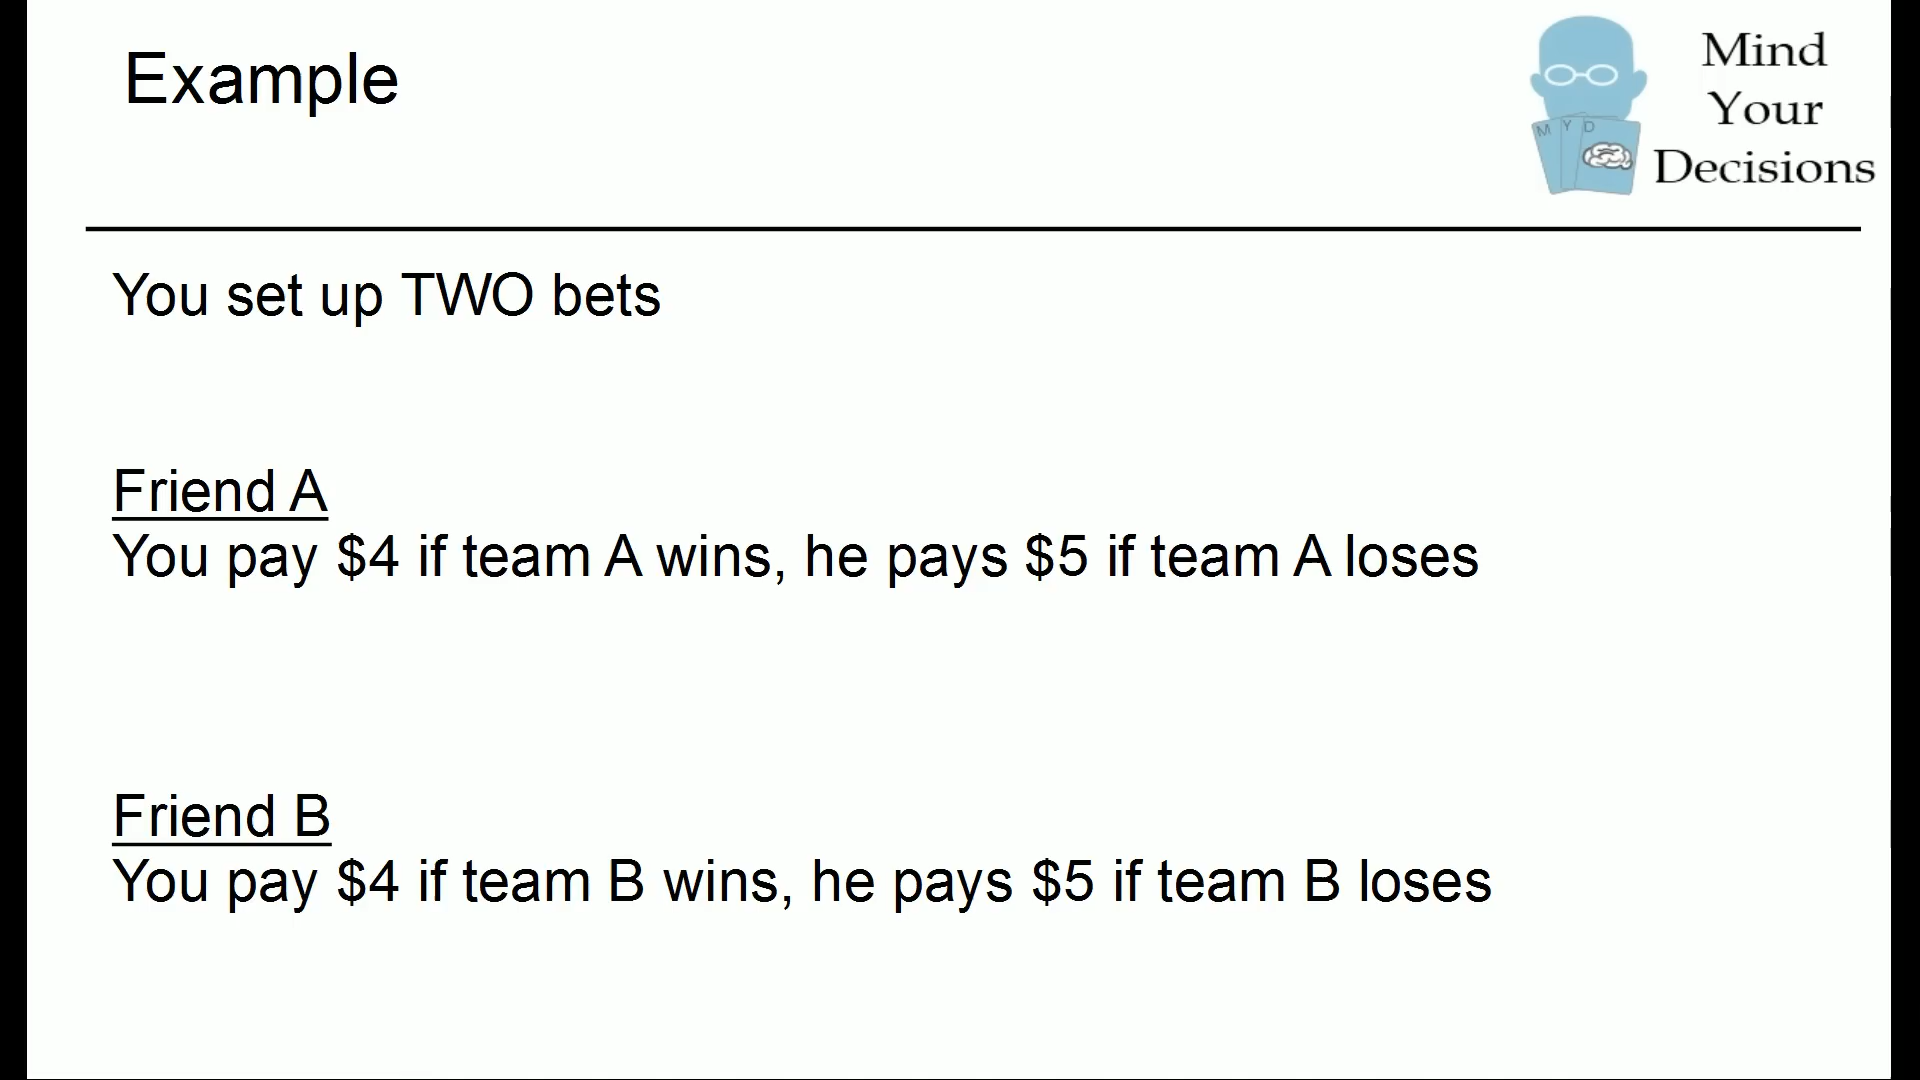 Example
Mind
Your
Decisions
M Y D
You set up TWO bets
Friend A
You pay $4 if team A wins, he pays $5 if team A loses
Friend B
You pay $4 if team B wins, he pays $5 if team B loses